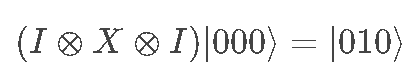 (I ⊗ X ⊗ I)|000⟩ = |010⟩